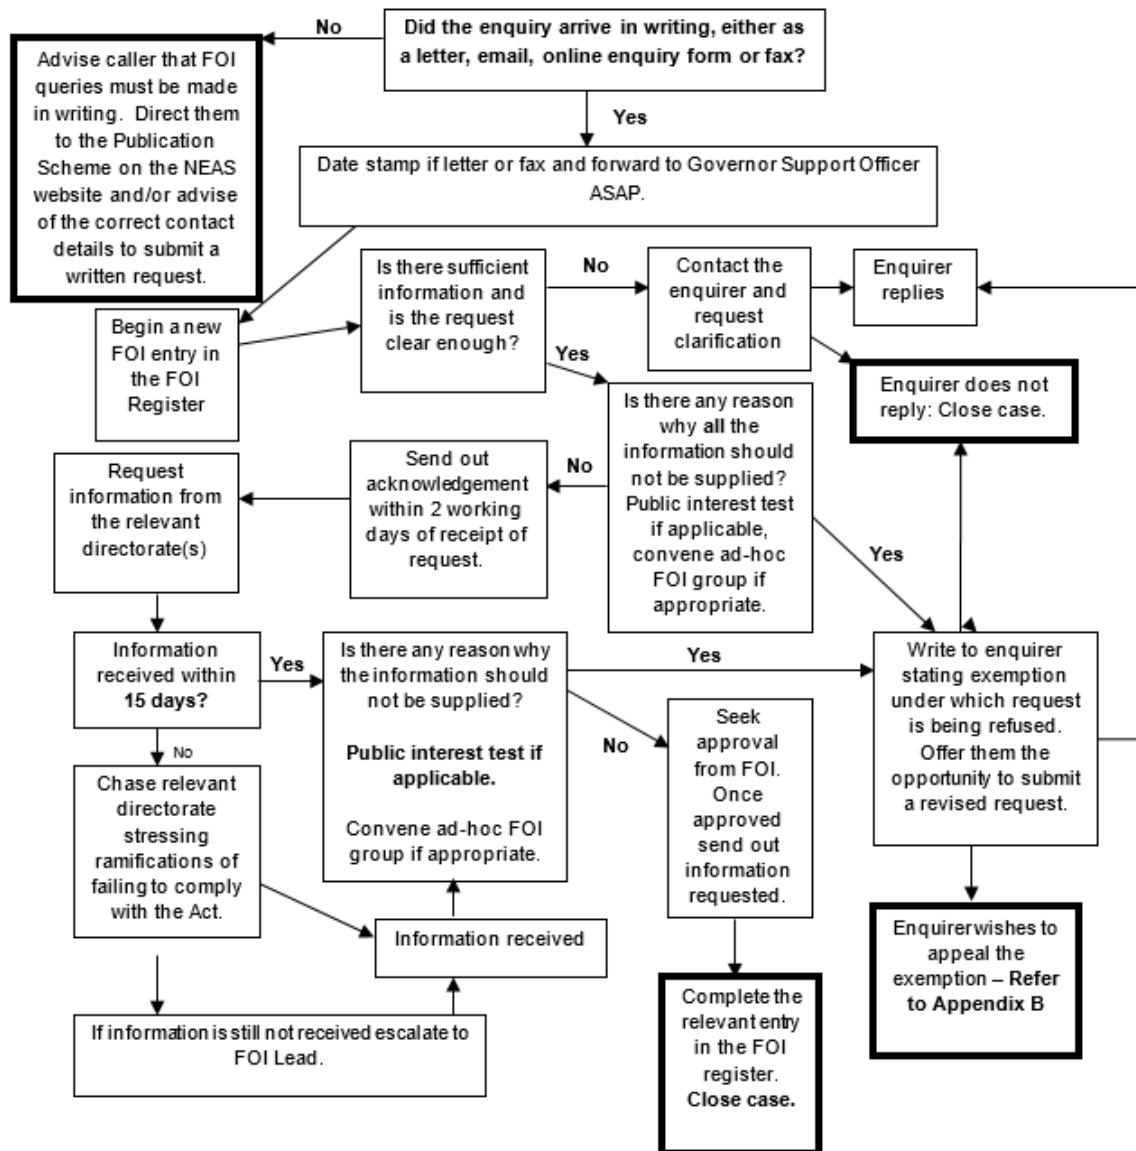 No
Did the enquiry arrive in writing, either as
a letter, email, online enquiry form or fax?
Advise caller that FOI
queries must be made
in writing. Direct them
to the Publication
Scheme on the NEAS
website and/or advise
of the correct contact
details to submit a
written request.
Yes
Date stamp if letter or fax and forward to Governor Support Officer
ASAP.
Is there sufficient
information and
is the request
clear enough?
No
Contact the
enquirer and
request
clarification
Enquirer
replies
Begin a new
FOI entry in
the FOI
Register
Yes
Enquirer does not
reply: Close case.
Is there any reason
why all the
information should
not be supplied?
Public interest test
if applicable,
convene ad-hoc
FOI group if
appropriate.
No
Send out
acknowledgement
within 2 working
days of receipt of
request.
Request
information from
the relevant
directorate(s)
Yes
Information
received within
15 days?
Yes
Is there any reason why
the information should
not be supplied?
Public interest test if
applicable.
Convene ad-hoc FOI
group if appropriate.
Yes
Write to enquirer
stating exemption
under which request
is being refused.
Offer them the
opportunity to submit
a revised request.
No
Seek
approval
from FOI.
Once
approved
send out
information
requested.
No
Chase relevant
directorate
stressing
ramifications of
failing to comply
with the Act.
Information received
Enquirer wishes to
appeal the
exemption – Refer
to Appendix B
If information is still not received escalate to
FOI Lead.
Complete the
relevant entry
in the FOI
register.
Close case.